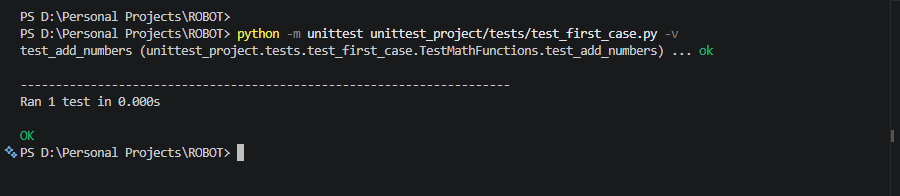 PS D:\Personal Projects\ROBOT>
PS D:\Personal Projects\ROBOT> python -m unittest unittest_project/tests/test_first_case.py -v
test_add_numbers (unittest_project.tests.test_first_case.TestMathFunctions.test_add_numbers) ... ok
----------------------------------------------------------------------
Ran 1 test in 0.000s
OK
PS D:\Personal Projects\ROBOT>